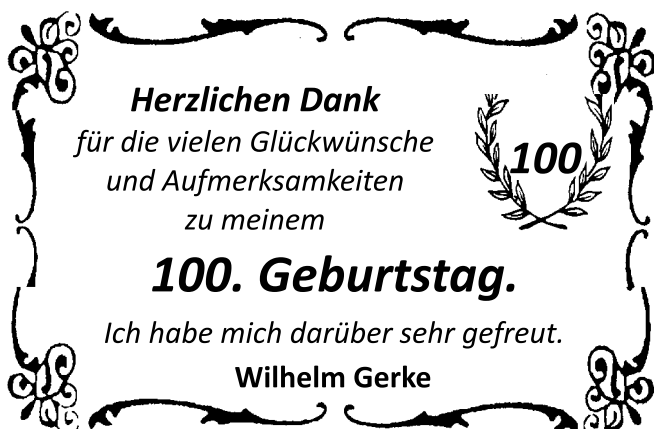 Herzlichen Dank
für die vielen Glückwünsche
und Aufmerksamkeiten
zu meinem
100
100. Geburtstag.
Ich habe mich darüber sehr gefreut.
Wilhelm Gerke